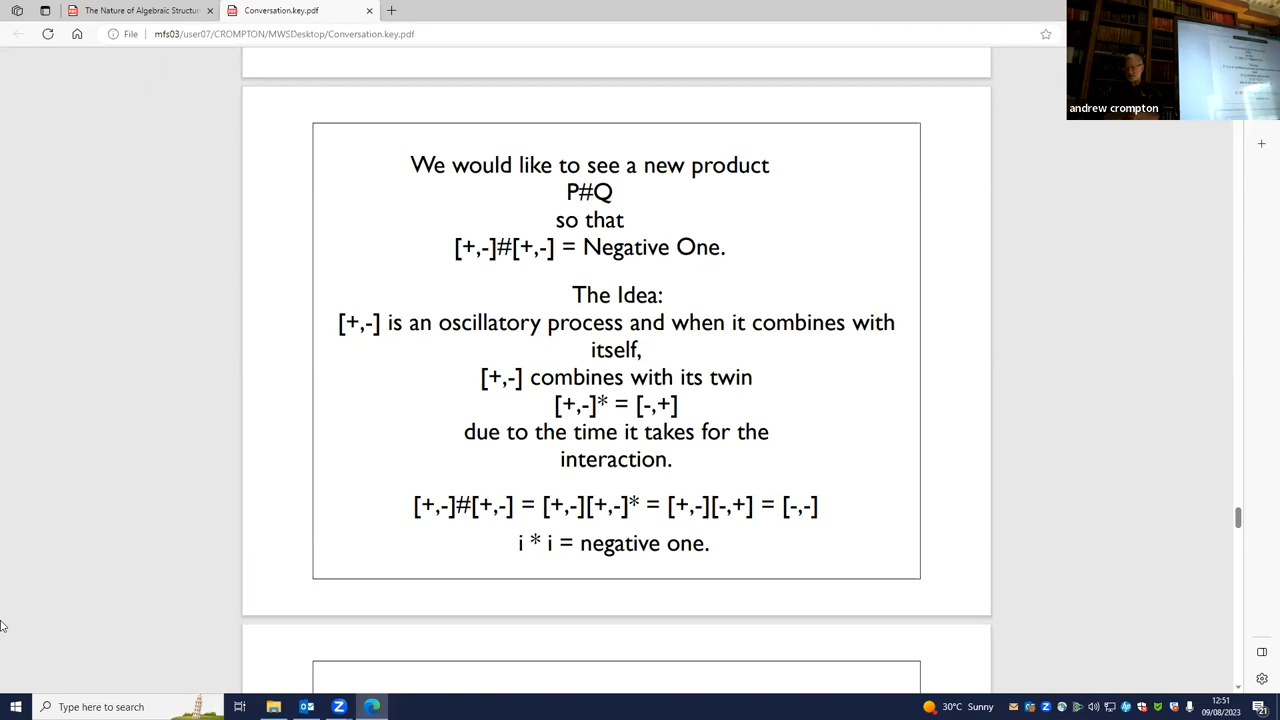 The Nature of Algebraic Structu
Conversation.key.pdf
File
mfs03/user07/CROMPTON/MWSDesktop/Conversation.key.pdf
andrew crompton
We would like to see a new product
P#Q
so that
[+,-]#[+,-] = Negative One.
The Idea:
[+,-] is an oscillatory process and when it combines with
itself,
[+,-] combines with its twin
[+,-]* = [-,+]
due to the time it takes for the
interaction.
[+,-]#[+,-] = [+,-][+,-]* = [+,-][-,+] = [-,-]
i * i = negative one.
Type here to search
30°C Sunny
12:51
09/08/2023
21